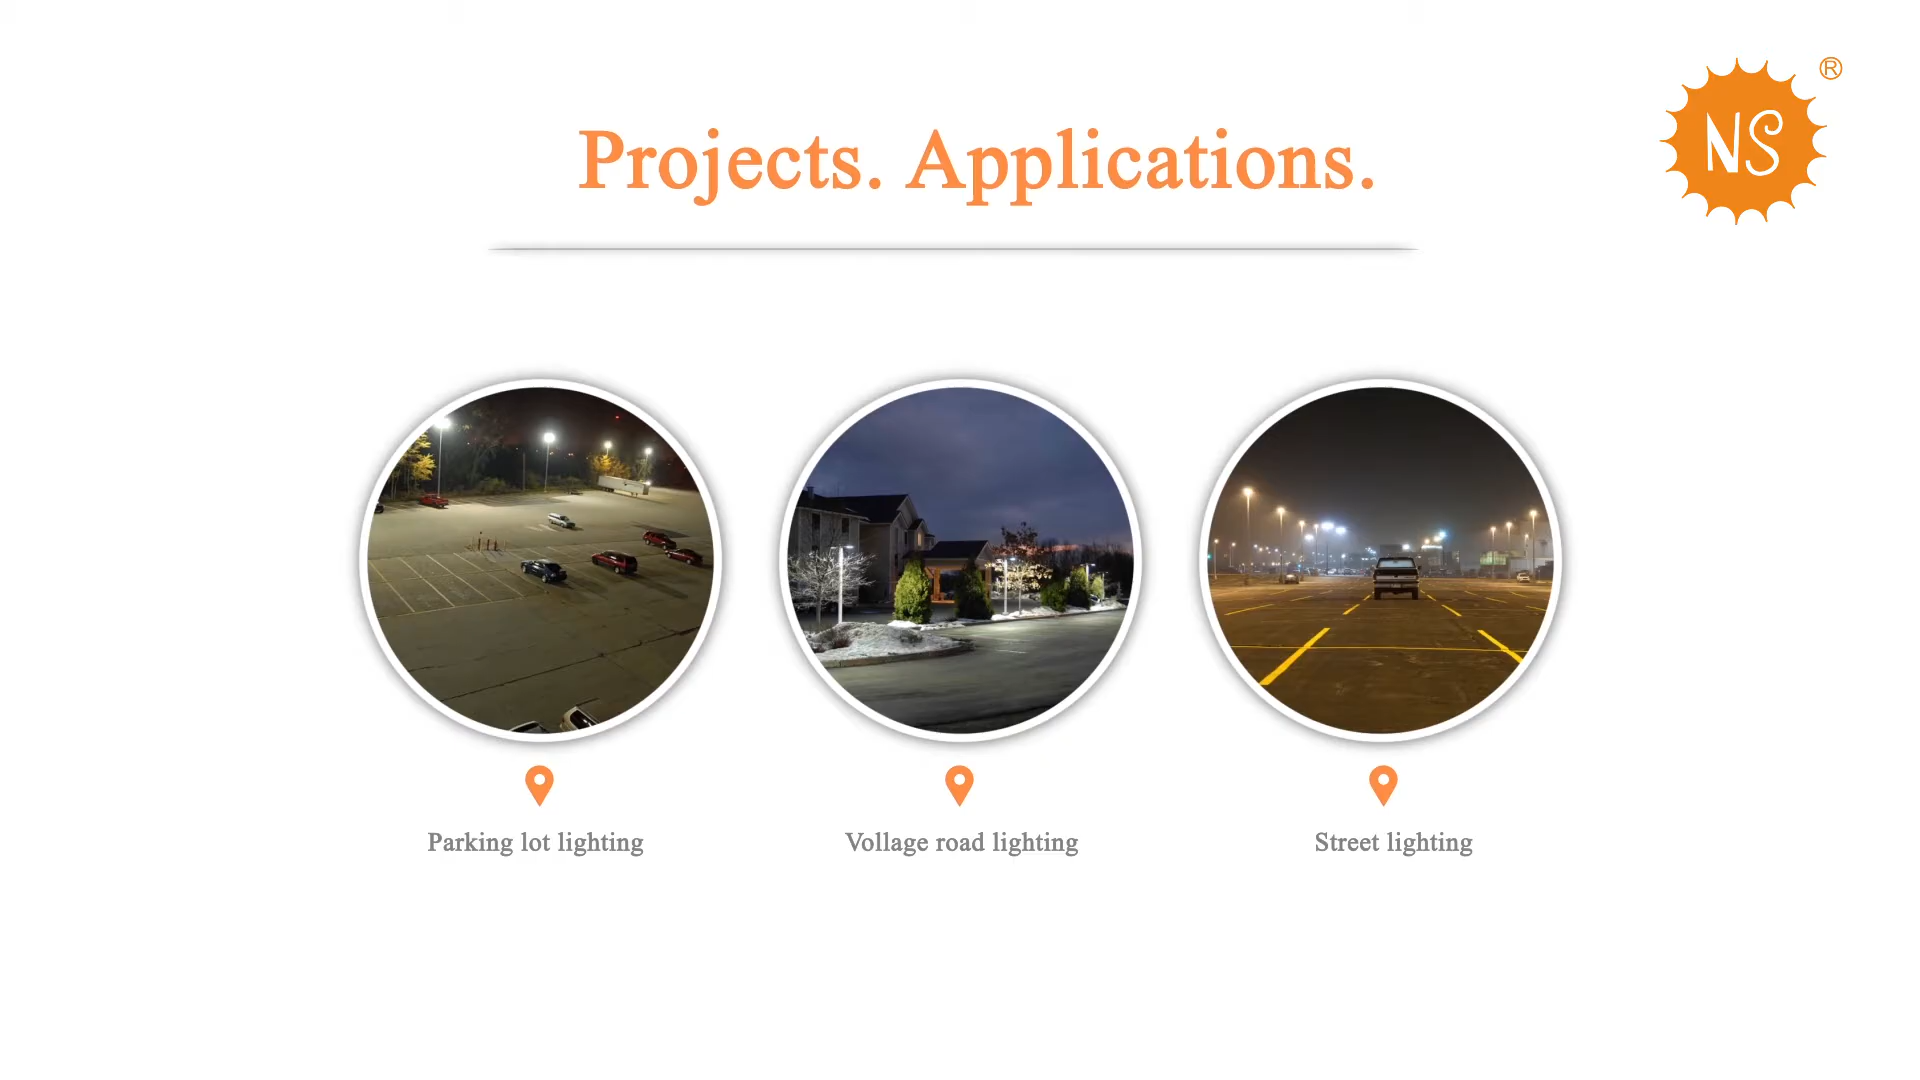 ®
NS
Projects. Applications.
Parking lot lighting
Vollage road lighting
Street lighting